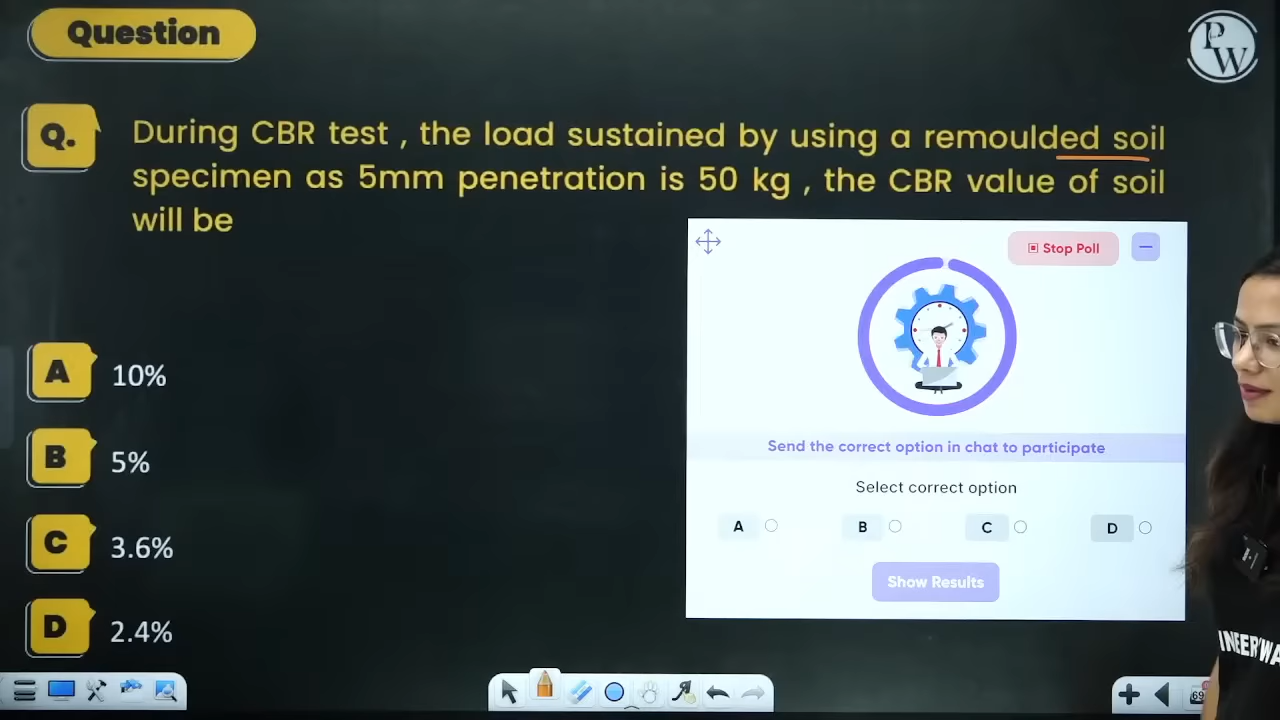 Question
PW
Q.
During CBR test , the load sustained by using a remoulded soil
specimen as 5mm penetration is 50 kg , the CBR value of soil
will be
Stop Poll
A 10%
B 5%
C 3.6%
D 2.4%
Send the correct option in chat to participate
Select correct option
A B C D
Show Results